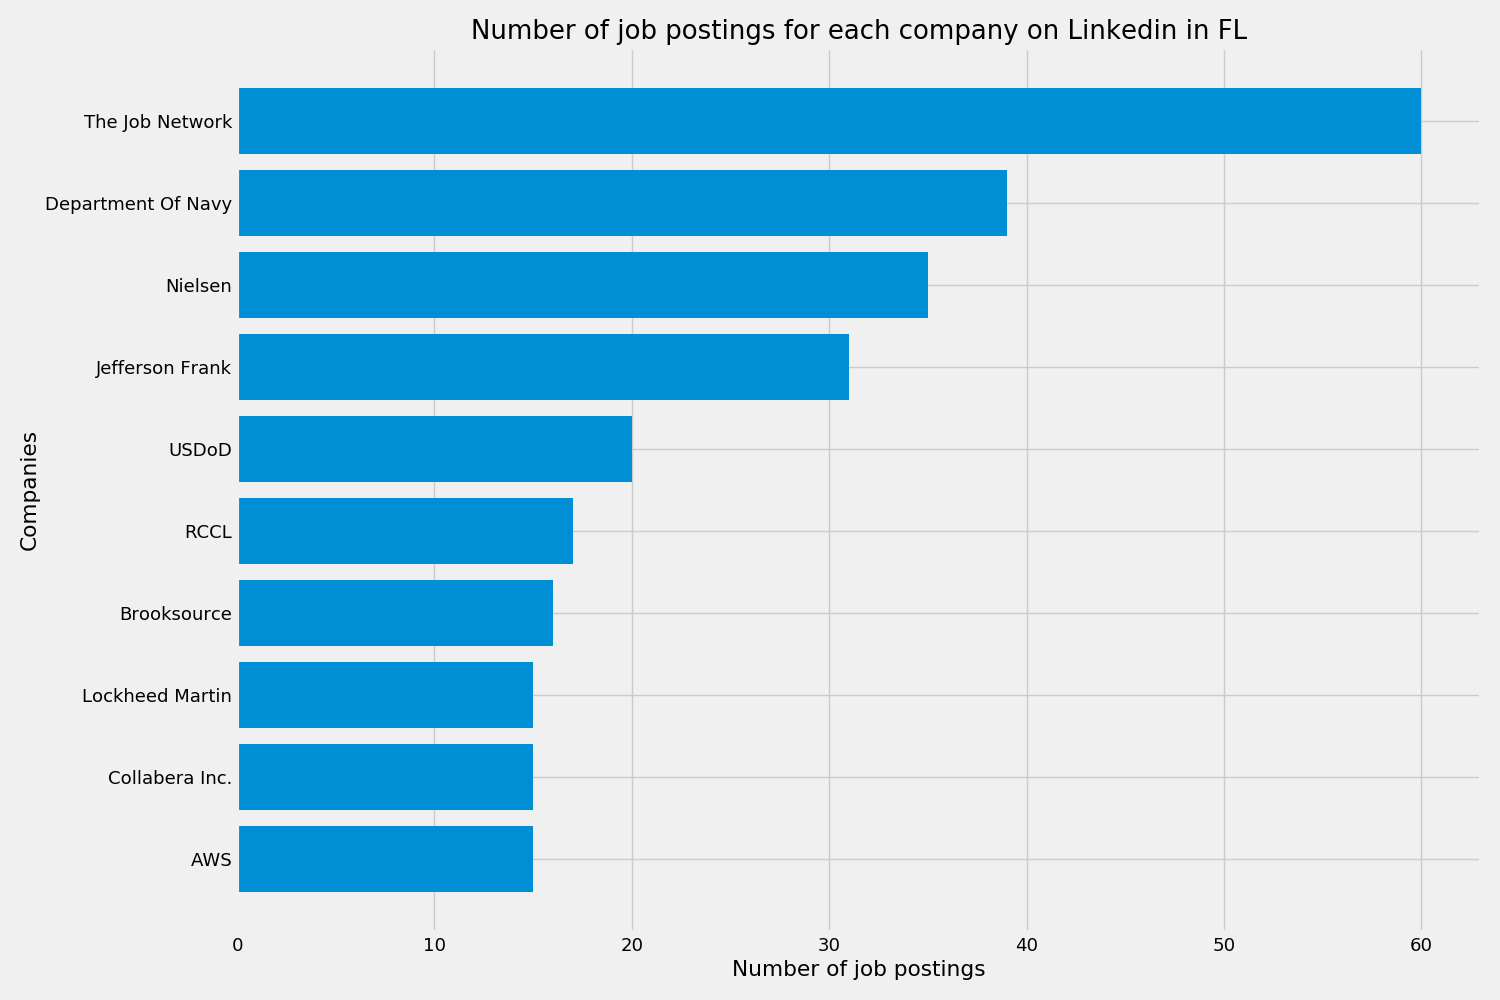 Number of job postings for each company on Linkedin in FL
The Job Network
Department Of Navy
Nielsen
Jefferson Frank
USDoD
RCCL
Brooksource
Lockheed Martin
Collabera Inc.
AWS
Companies
0 10 20 30 40 50 60
Number of job postings